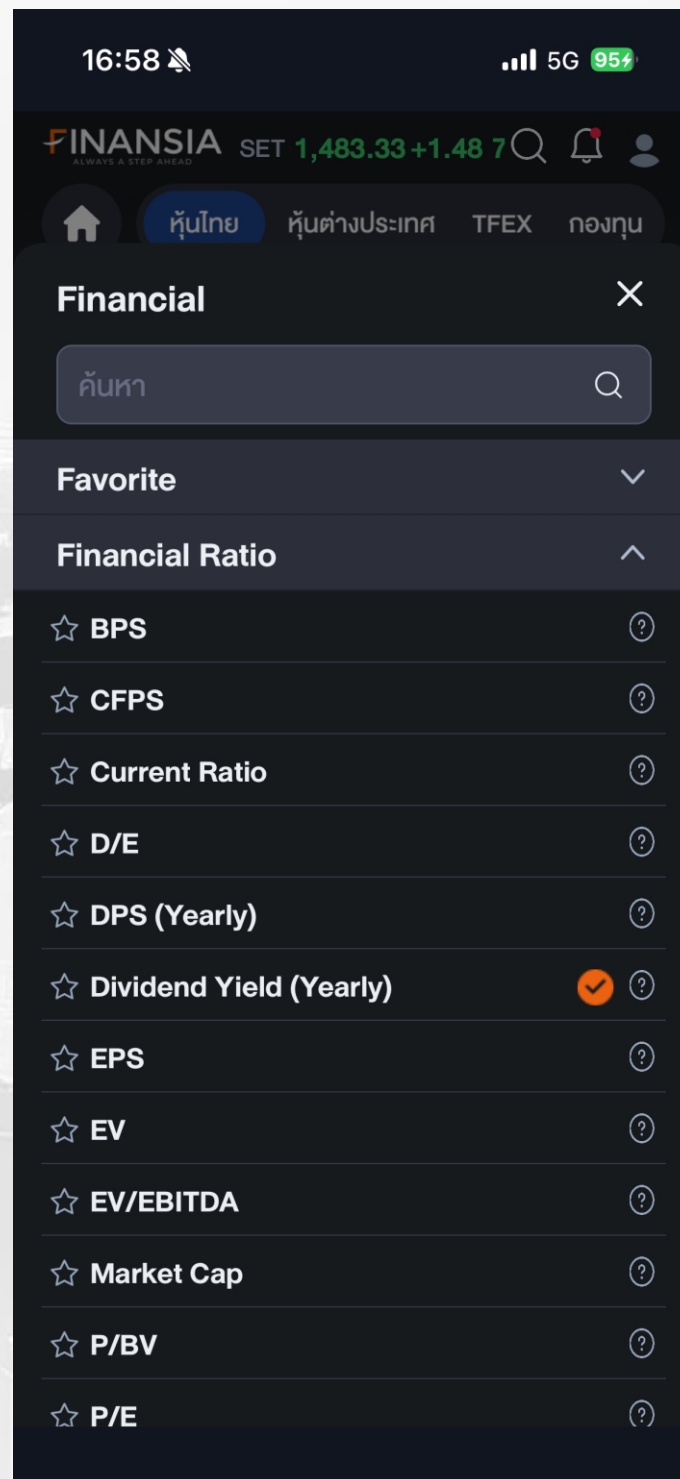 16:58
5G 95
FINANSIA SET 1,483.33 +1.48 7
ALWAYS A STEP AHEAD
หุ้นไทย หุ้นต่างประเทศ TFEX กองทุน
Financial
ค้นหา
Favorite
Financial Ratio
BPS
CFPS
Current Ratio
D/E
DPS (Yearly)
Dividend Yield (Yearly)
EPS
EV
EV/EBITDA
Market Cap
P/BV
P/E